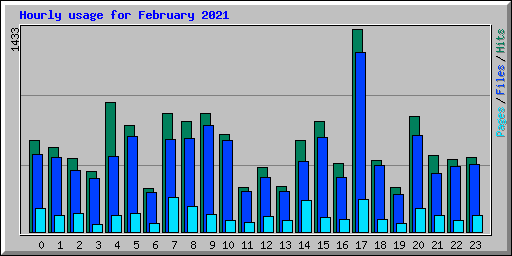 Hourly usage for February 2021
1433
Pages/Files/Hits
0 1 2 3 4 5 6 7 8 9 10 11 12 13 14 15 16 17 18 19 20 21 22 23